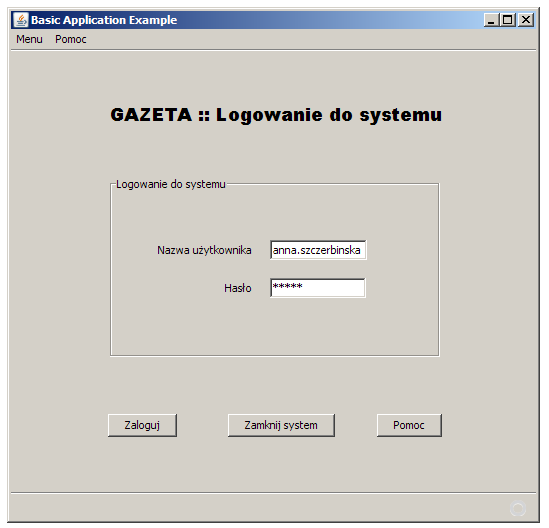 Basic Application Example
Menu Pomoc
GAZETA :: Logowanie do systemu
Logowanie do systemu
Nazwa użytkownika anna.szczerbinska
Hasło *****
Zaloguj Zamknij system Pomoc